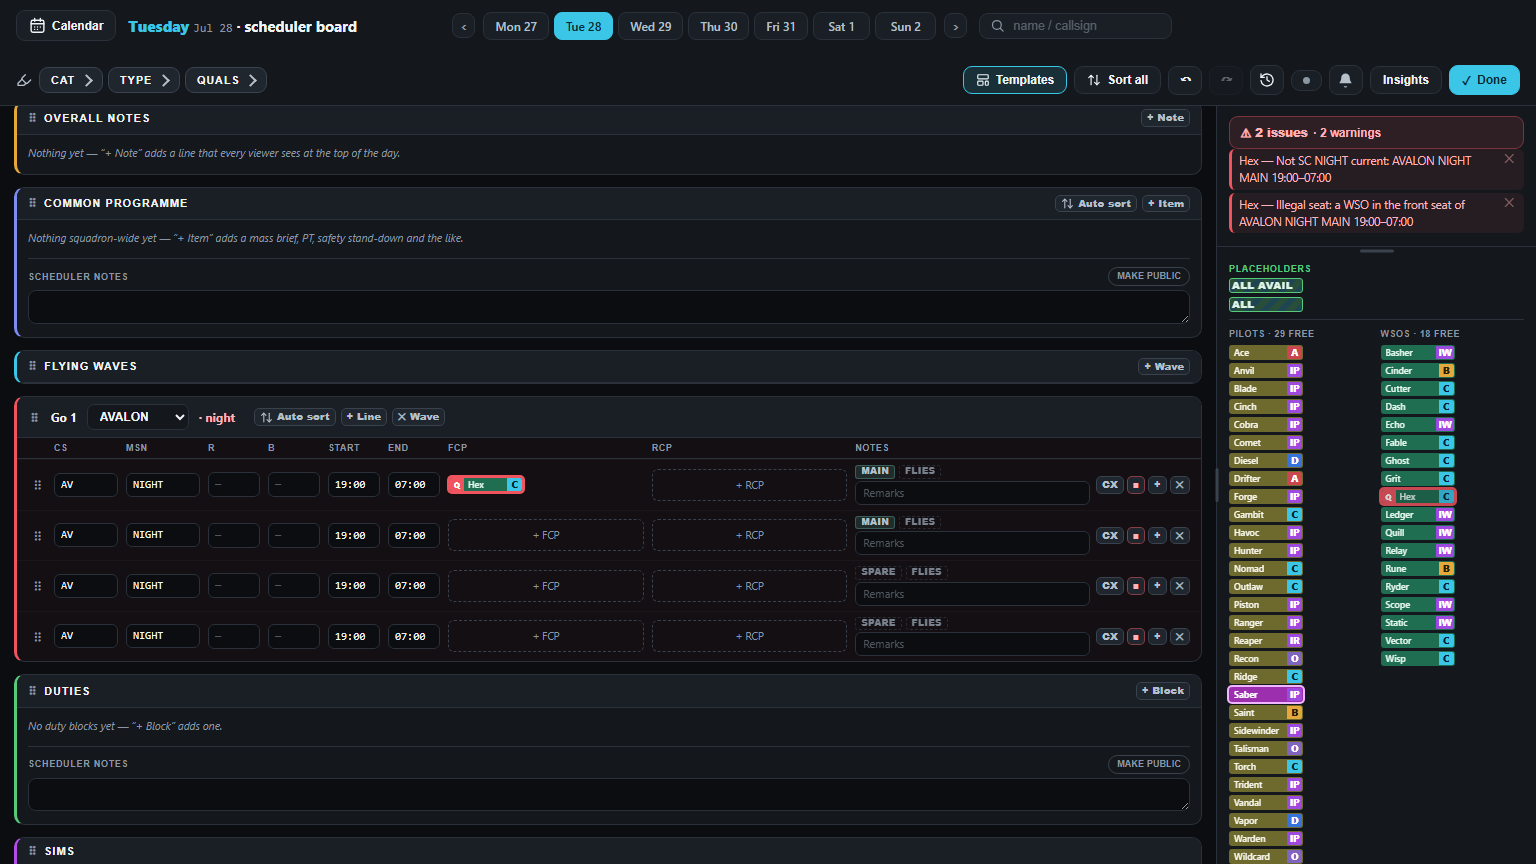 Calendar
Tuesday Jul 28 · scheduler board
‹ Mon 27 Tue 28 Wed 29 Thu 30 Fri 31 Sat 1 Sun 2 ›
name / callsign
CAT TYPE QUALS
Templates Sort all Insights ✓ Done
OVERALL NOTES
+ Note
Nothing yet — "+ Note" adds a line that every viewer sees at the top of the day.
COMMON PROGRAMME
Auto sort + Item
Nothing squadron-wide yet — "+ Item" adds a mass brief, PT, safety stand-down and the like.
SCHEDULER NOTES
MAKE PUBLIC
FLYING WAVES
+ Wave
Go 1 AVALON · night Auto sort + Line ✕ Wave
CS MSN R B START END FCP RCP NOTES
AV NIGHT – – 19:00 07:00 Q Hex C + RCP MAIN FLIES Remarks CX ■ + ✕
AV NIGHT – – 19:00 07:00 + FCP + RCP MAIN FLIES Remarks CX ■ + ✕
AV NIGHT – – 19:00 07:00 + FCP + RCP SPARE FLIES Remarks CX ■ + ✕
AV NIGHT – – 19:00 07:00 + FCP + RCP SPARE FLIES Remarks CX ■ + ✕
DUTIES
+ Block
No duty blocks yet — "+ Block" adds one.
SCHEDULER NOTES
MAKE PUBLIC
SIMS
⚠ 2 issues · 2 warnings
Hex — Not SC NIGHT current: AVALON NIGHT
MAIN 19:00–07:00
Hex — Illegal seat: a WSO in the front seat of
AVALON NIGHT MAIN 19:00–07:00
PLACEHOLDERS
ALL AVAIL
ALL
PILOTS · 29 FREE
Ace A
Anvil IP
Blade IP
Cinch IP
Cobra IP
Comet IP
Diesel D
Drifter A
Forge IP
Gambit C
Havoc IP
Hunter IP
Nomad C
Outlaw C
Piston IP
Ranger IP
Reaper IR
Recon O
Ridge C
Saber IP
Saint B
Sidewinder IP
Talisman O
Torch C
Trident IP
Vandal IP
Vapor D
Warden IP
Wildcard O
WSOS · 18 FREE
Basher IW
Cinder B
Cutter C
Dash C
Echo IW
Fable C
Ghost C
Grit C
Q Hex C
Ledger IW
Quill IW
Relay IW
Rune B
Ryder C
Scope IW
Static IW
Vector C
Wisp C